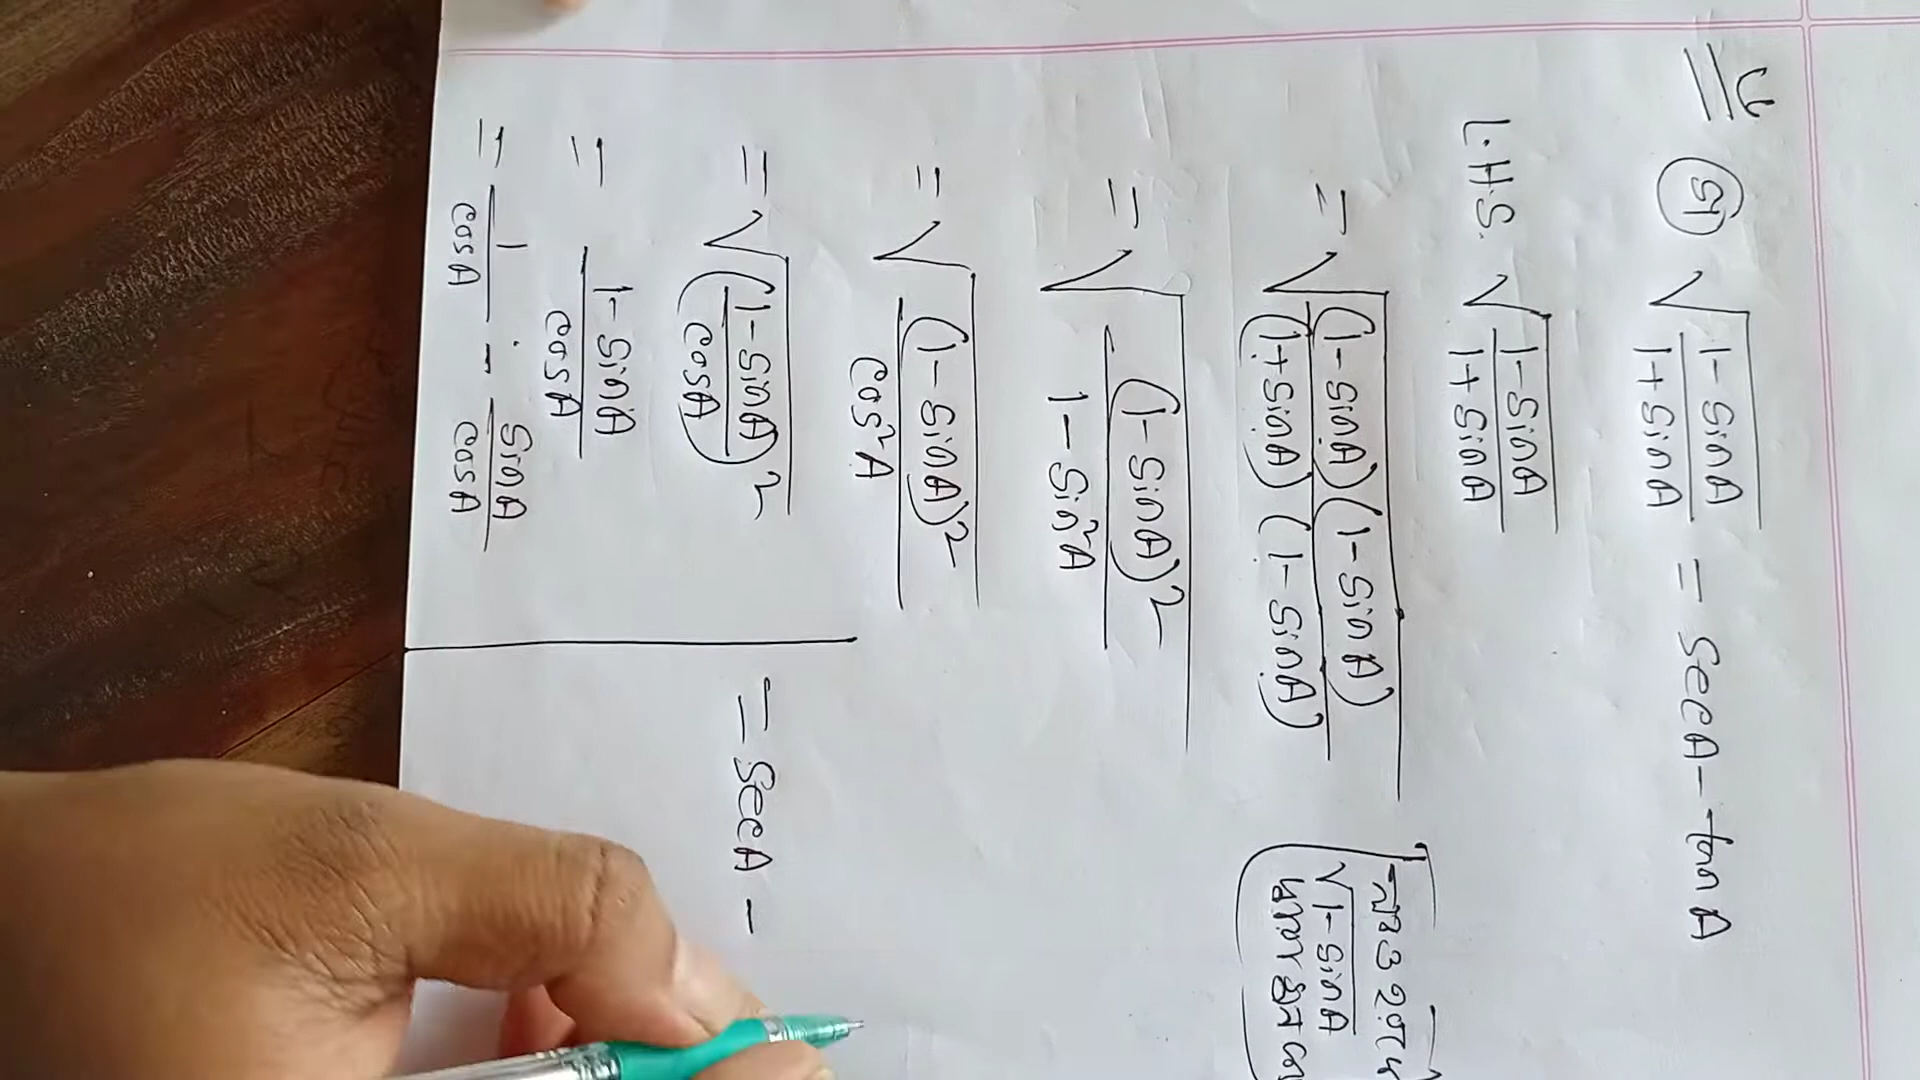 51 √(1-sinA / 1+sinA) = secA-tanA
L.H.S. √(1-sinA / 1+sinA)
= √((1-sinA)(1-sinA) / (1+sinA)(1-sinA))
√1-sinA
= √((1-sinA)² / 1-sin²A)
= √((1-sinA)² / cos²A)
= √(1-sinA / cosA)²
= 1-sinA / cosA
= 1 / cosA - sinA / cosA
= secA -